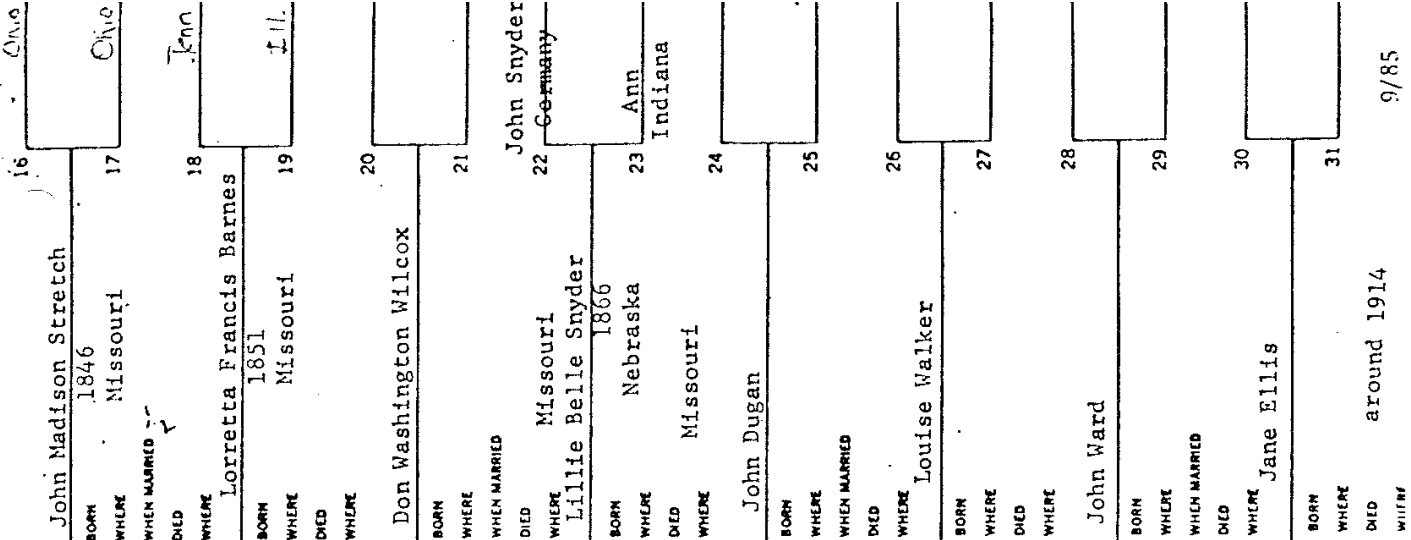 Ohio
16
John Madison Stretch
BORN 1846
WHERE Missouri
Ohio
17
WHEN MARRIED
DIED
WHERE
Tenn
18
Lorretta Francis Barnes
BORN 1851
WHERE Missouri
Ill.
19
DIED
WHERE
20
Don Washington Wilcox
BORN
WHERE
21
WHEN MARRIED
DIED
WHERE Missouri
John Snyder
Germany
22
Lillie Belle Snyder
BORN 1866
WHERE Nebraska
Ann
23
Indiana
DIED
WHERE Missouri
24
John Dugan
BORN
WHERE
25
WHEN MARRIED
DIED
WHERE
26
Louise Walker
BORN
WHERE
27
DIED
WHERE
28
John Ward
BORN
WHERE
29
WHEN MARRIED
DIED
WHERE
30
Jane Ellis
BORN
WHERE
31
DIED around 1914
WHERE
9/85